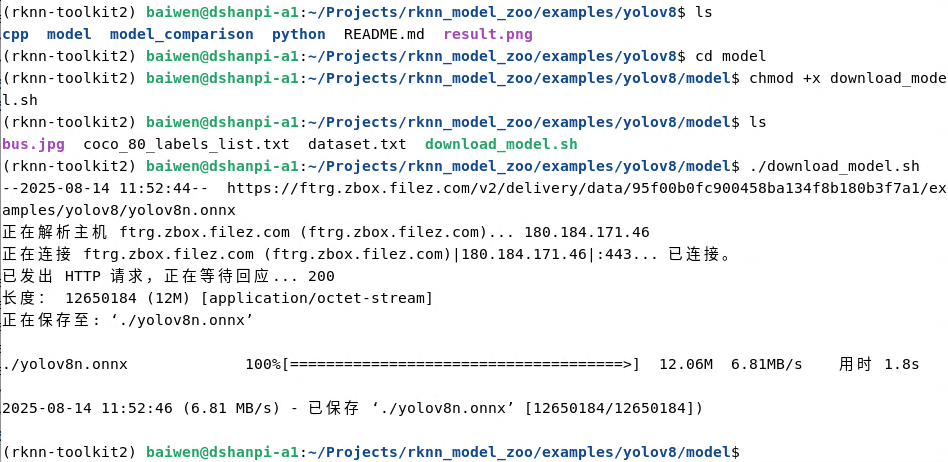 (rknn-toolkit2) baiwen@dshanpi-a1:~/Projects/rknn_model_zoo/examples/yolov8$ ls
cpp  model  model_comparison  python  README.md  result.png
(rknn-toolkit2) baiwen@dshanpi-a1:~/Projects/rknn_model_zoo/examples/yolov8$ cd model
(rknn-toolkit2) baiwen@dshanpi-a1:~/Projects/rknn_model_zoo/examples/yolov8/model$ chmod +x download_mode
l.sh
(rknn-toolkit2) baiwen@dshanpi-a1:~/Projects/rknn_model_zoo/examples/yolov8/model$ ls
bus.jpg  coco_80_labels_list.txt  dataset.txt  download_model.sh
(rknn-toolkit2) baiwen@dshanpi-a1:~/Projects/rknn_model_zoo/examples/yolov8/model$ ./download_model.sh
--2025-08-14 11:52:44--  https://ftrg.zbox.filez.com/v2/delivery/data/95f00b0fc900458ba134f8b180b3f7a1/ex
amples/yolov8/yolov8n.onnx
正在解析主机 ftrg.zbox.filez.com (ftrg.zbox.filez.com)... 180.184.171.46
正在连接 ftrg.zbox.filez.com (ftrg.zbox.filez.com)|180.184.171.46|:443... 已连接。
已发出 HTTP 请求，正在等待回应... 200
长度： 12650184 (12M) [application/octet-stream]
正在保存至: ‘./yolov8n.onnx’
./yolov8n.onnx             100%[=====================================>]  12.06M  6.81MB/s    用时 1.8s
2025-08-14 11:52:46 (6.81 MB/s) - 已保存 ‘./yolov8n.onnx’ [12650184/12650184])
(rknn-toolkit2) baiwen@dshanpi-a1:~/Projects/rknn_model_zoo/examples/yolov8/model$